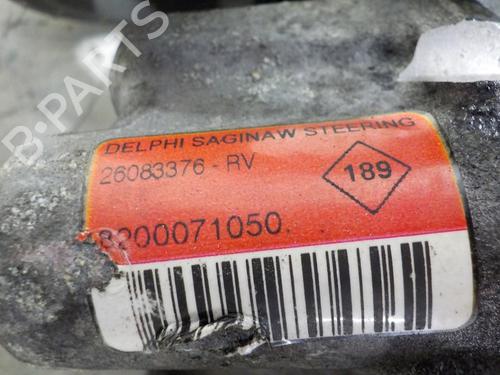 B-PARTS
DELPHI SAGINAW STEERING
26083376 - RV
189
8200071050